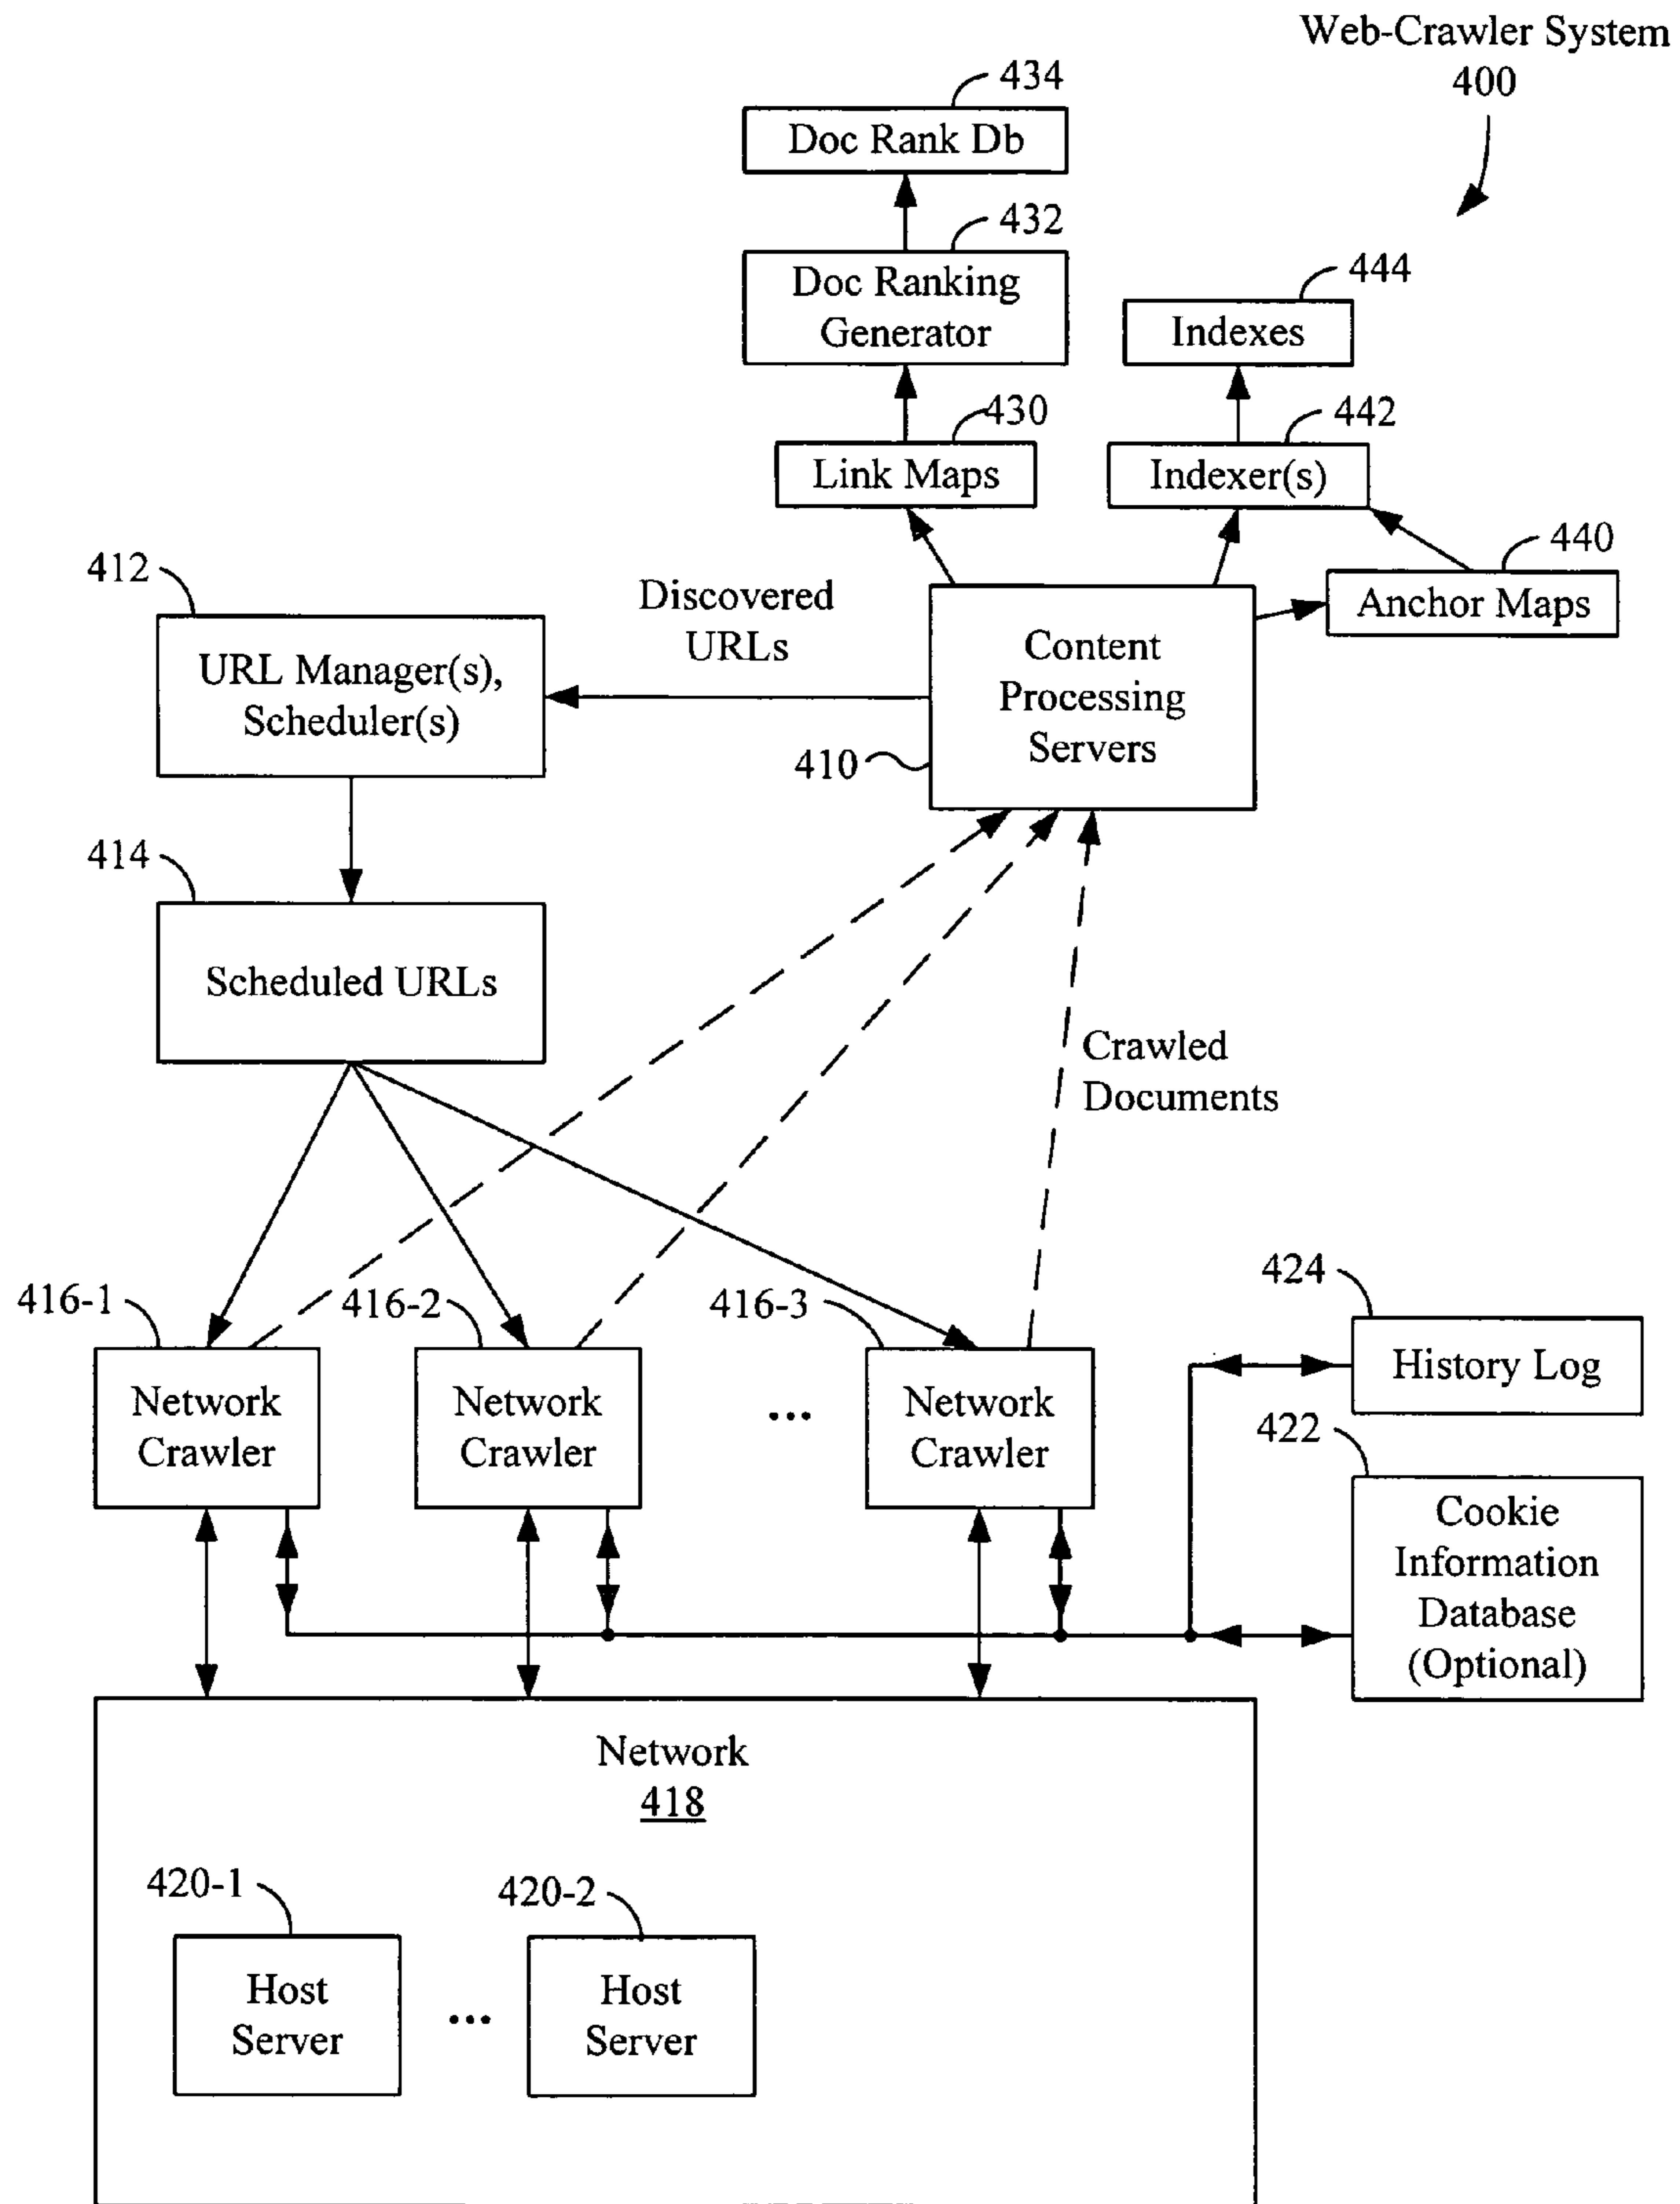 Web-Crawler System
400
434
Doc Rank Db
432
Doc Ranking
Generator
444
Indexes
430
Link Maps
442
Indexer(s)
440
Anchor Maps
412
URL Manager(s),
Scheduler(s)
Discovered
URLs
Content
Processing
Servers
410
414
Scheduled URLs
Crawled
Documents
416-1
Network
Crawler
416-2
Network
Crawler
...
416-3
Network
Crawler
424
History Log
422
Cookie
Information
Database
(Optional)
Network
418
420-1
Host
Server
...
420-2
Host
Server